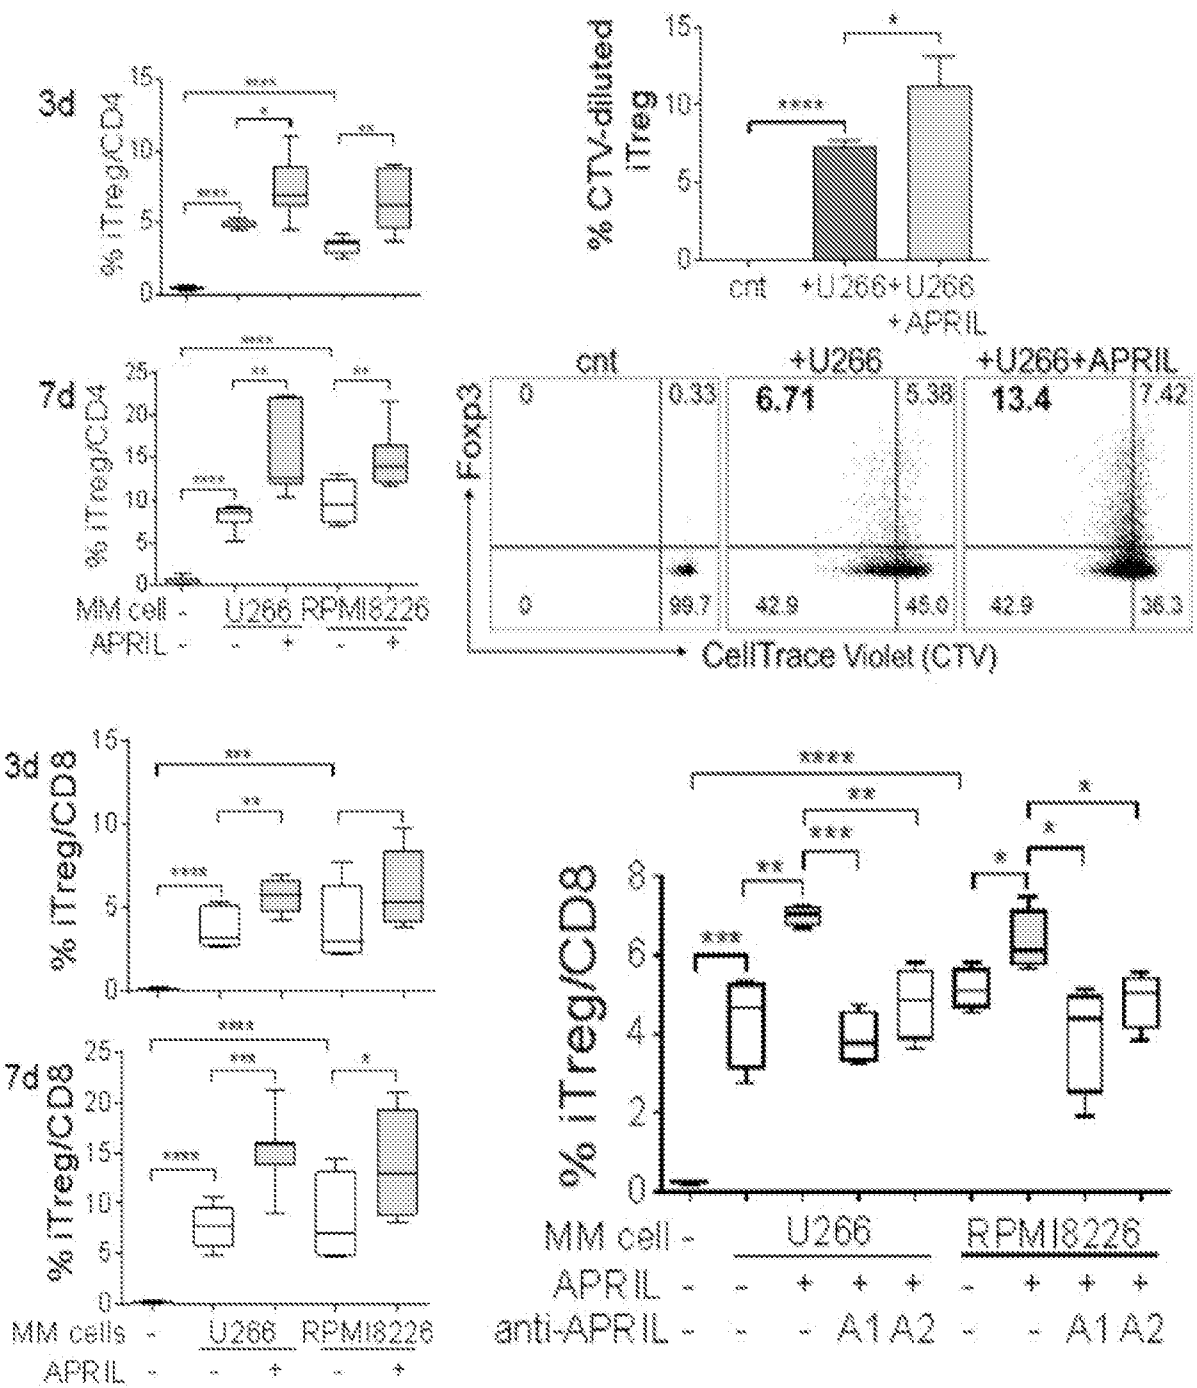 3d
% iTreg/CD4
15
10
5
0
****
****
*
**
% CTV-diluted
iTreg
15
10
5
0
****
*
cnt
+U266
+U266
+APRIL
7d
% iTreg/CD4
25
20
15
10
5
0
****
****
**
**
MM cell - U266 RPMI8226
APRIL - - + - +
cnt
+U266
+U266+APRIL
Foxp3
0 0.33
6.71 5.38
13.4 7.42
0 99.7
42.9 45.0
42.9 36.3
CellTrace Violet (CTV)
3d
% iTreg/CD8
15
10
5
0
***
**
****
7d
% iTreg/CD8
25
20
15
10
5
0
****
***
*
****
MM cells - U266 RPMI8226
APRIL - - + - +
% iTreg/CD8
8
6
4
2
0
****
**
*
***
*
**
*
***
MM cell - U266 RPMI8226
APRIL - - + + + - + + +
anti-APRIL - - - A1 A2 - - A1 A2